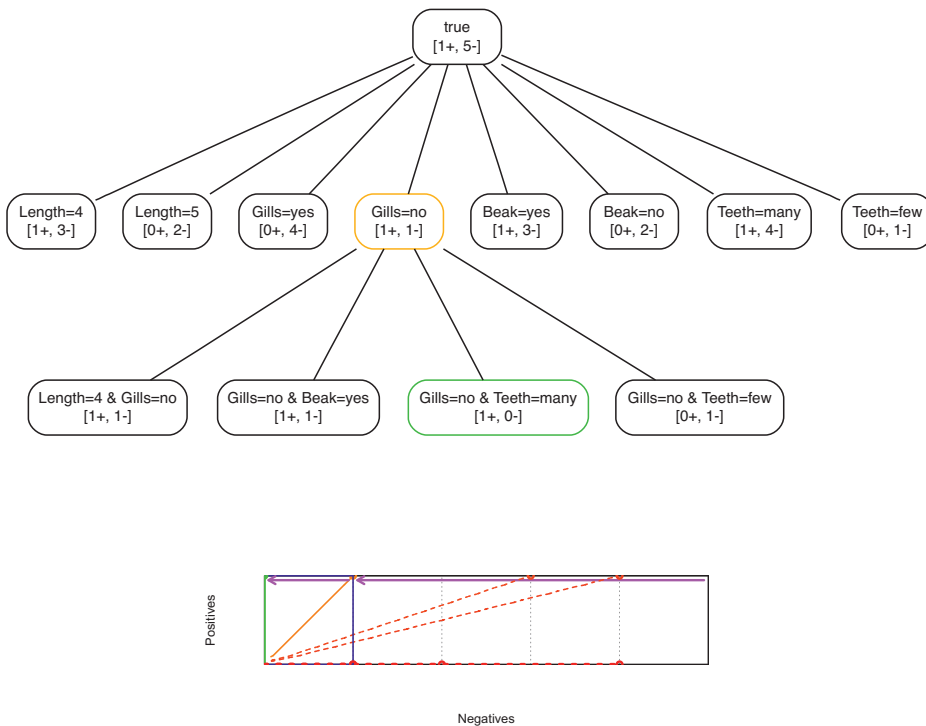 true
[1+, 5-]
Length=4
[1+, 3-]
Length=5
[0+, 2-]
Gills=yes
[0+, 4-]
Gills=no
[1+, 1-]
Beak=yes
[1+, 3-]
Beak=no
[0+, 2-]
Teeth=many
[1+, 4-]
Teeth=few
[0+, 1-]
Length=4 & Gills=no
[1+, 1-]
Gills=no & Beak=yes
[1+, 1-]
Gills=no & Teeth=many
[1+, 0-]
Gills=no & Teeth=few
[0+, 1-]
Positives
Negatives